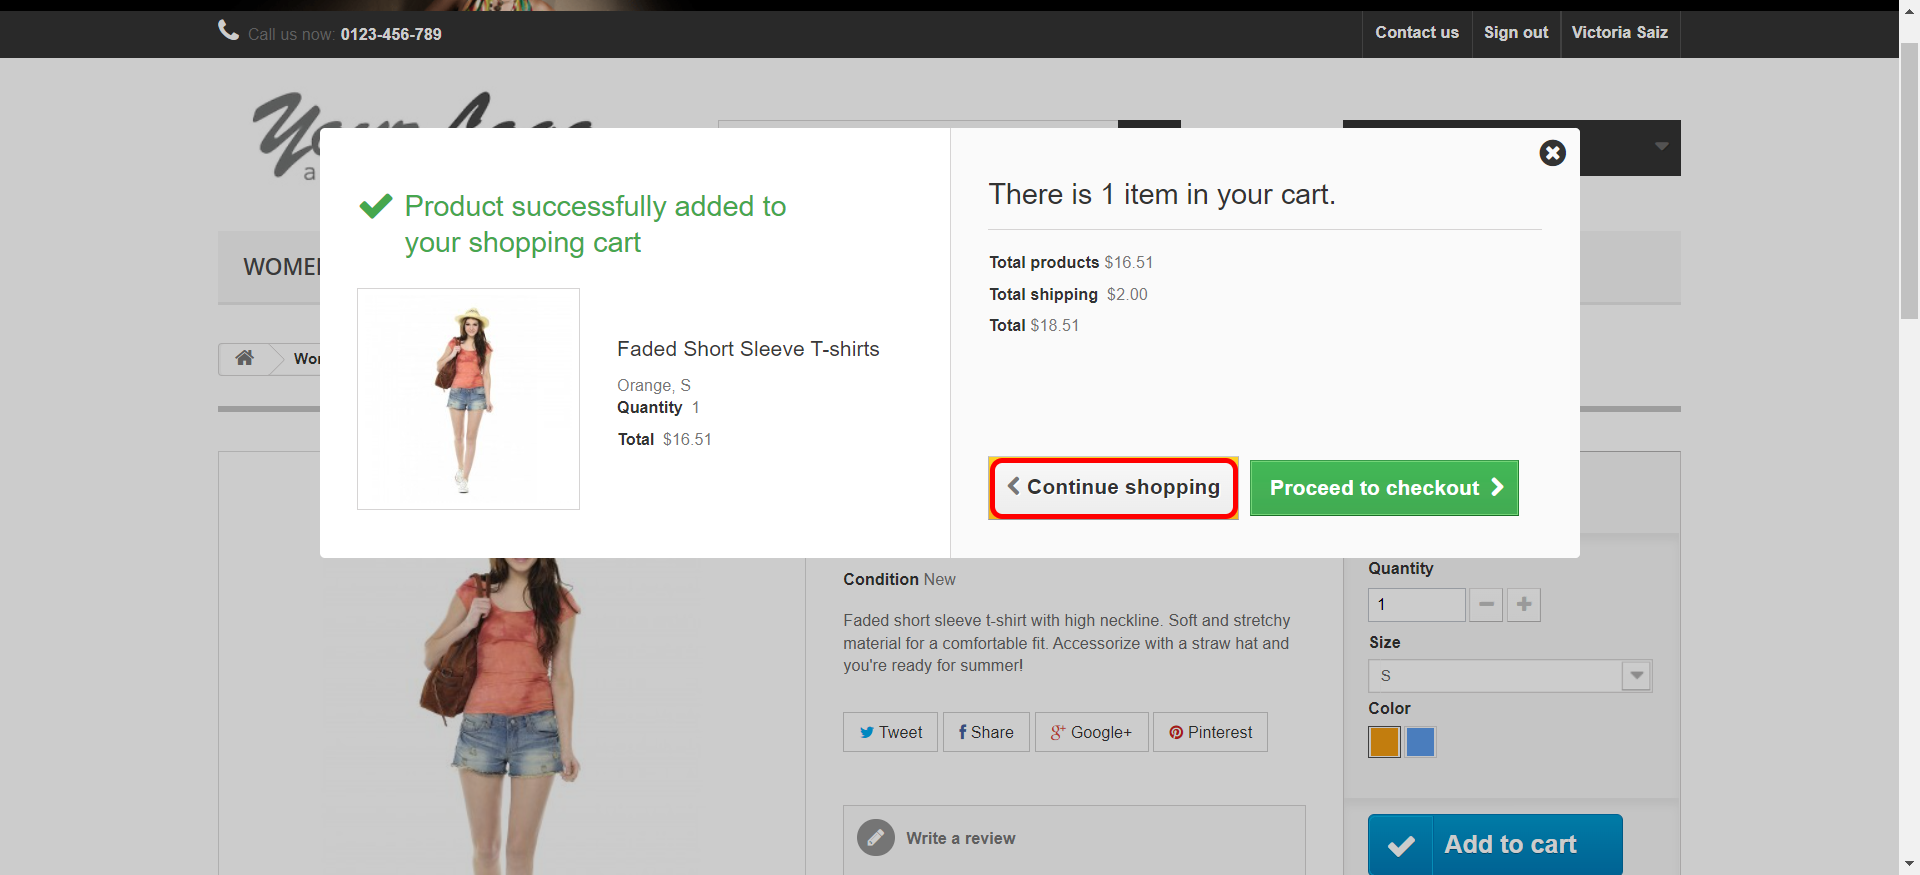 Call us now: 0123-456-789
Contact us
Sign out
Victoria Saiz
Product successfully added to
your shopping cart
Faded Short Sleeve T-shirts
Orange, S
Quantity 1
Total $16.51
There is 1 item in your cart.
Total products $16.51
Total shipping $2.00
Total $18.51
Continue shopping
Proceed to checkout
Condition New
Faded short sleeve t-shirt with high neckline. Soft and stretchy
material for a comfortable fit. Accessorize with a straw hat and
you're ready for summer!
Tweet
Share
Google+
Pinterest
Write a review
Quantity
1
Size
S
Color
Add to cart